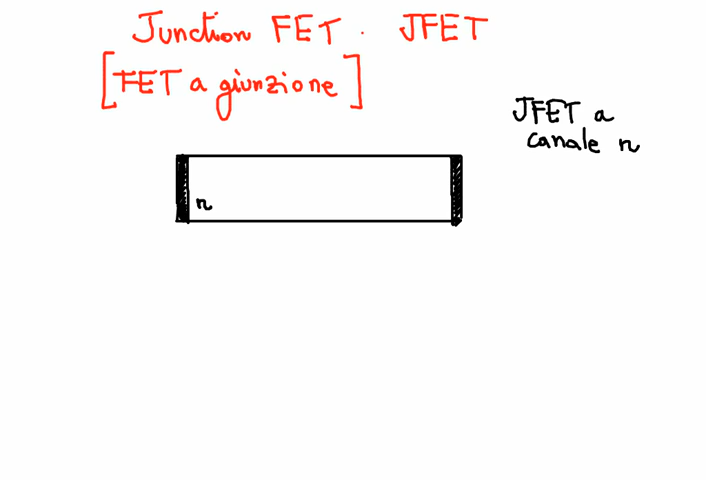 Junction FET. JFET
[FET a giunzione]
JFET a
canale n
n